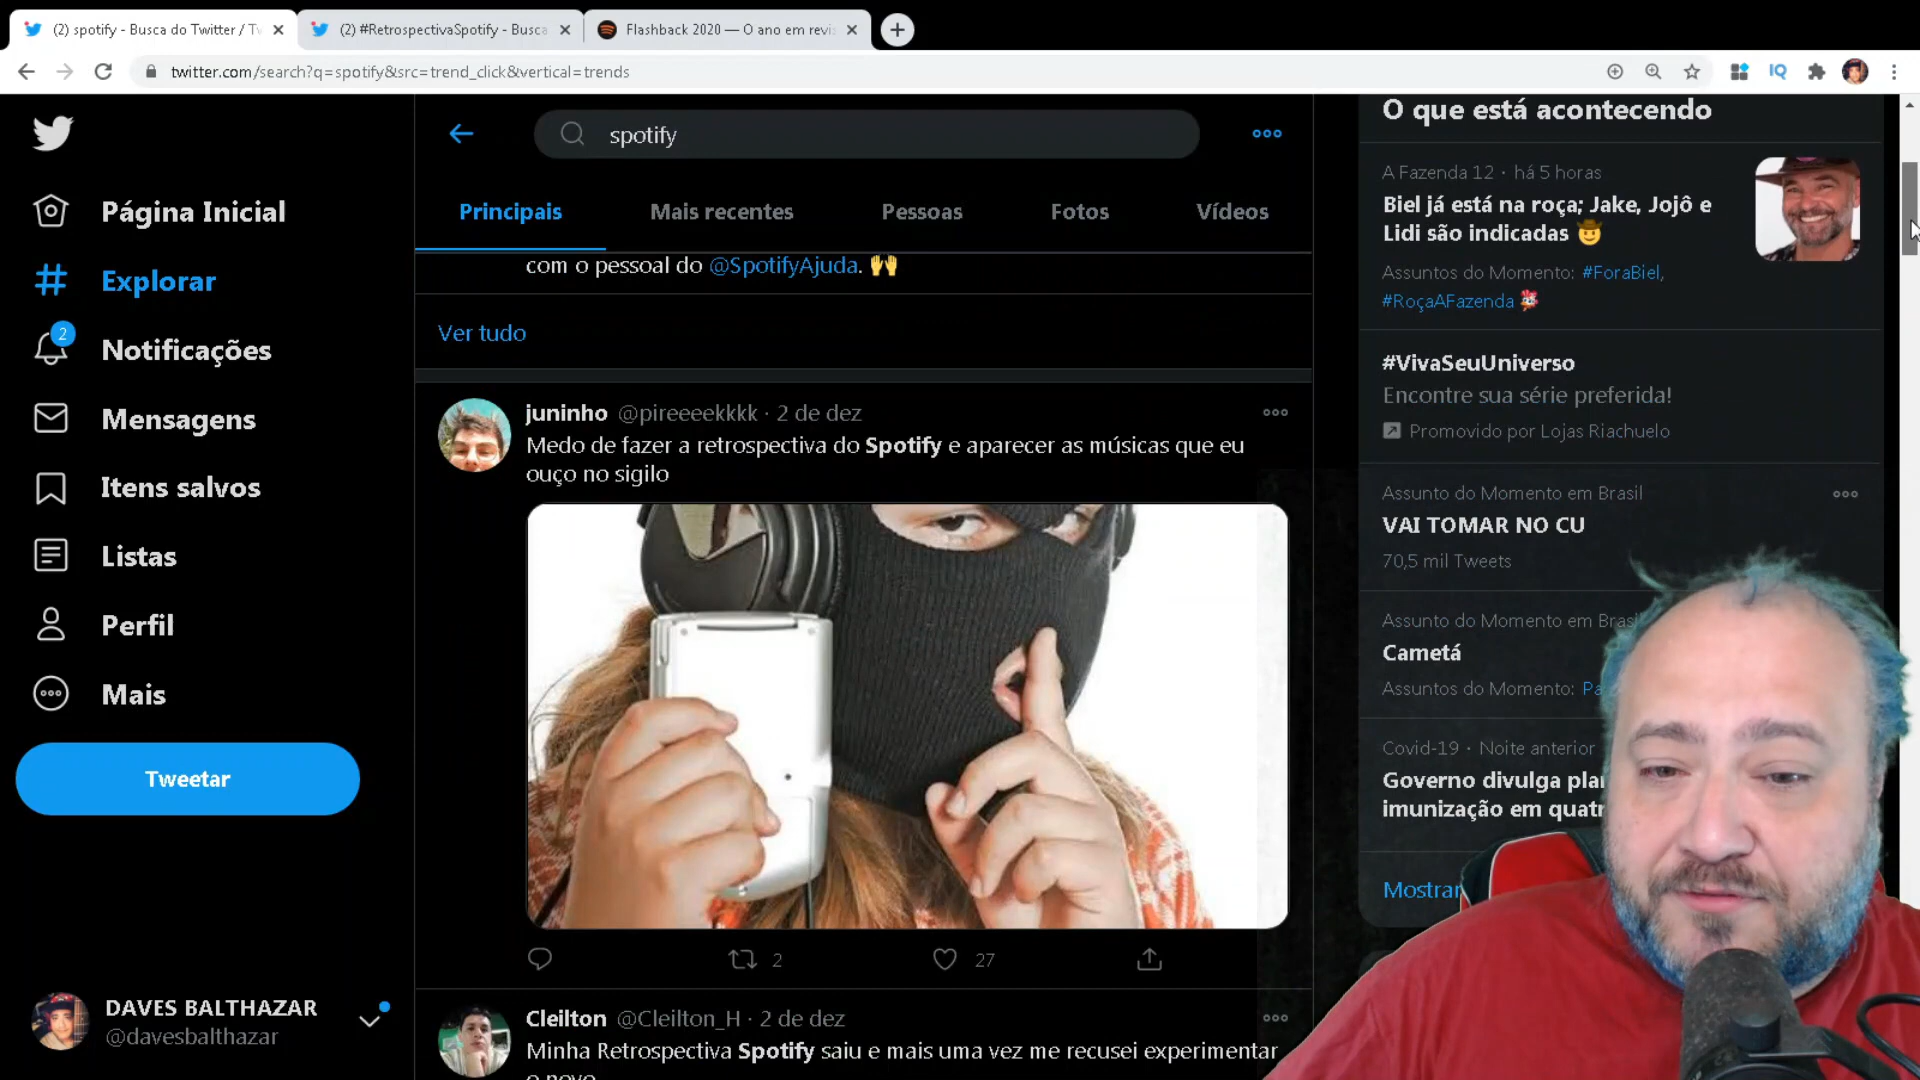 (2) spotify - Busca do Twitter / Tw
(2) #RetrospectivaSpotify - Busca
Flashback 2020 — O ano em revi
twitter.com/search?q=spotify&src=trend_click&vertical=trends
IQ
spotify
Principais
Mais recentes
Pessoas
Fotos
Vídeos
Página Inicial
Explorar
2
Notificações
Mensagens
Itens salvos
Listas
Perfil
Mais
Tweetar
DAVES BALTHAZAR
@davesbalthazar
com o pessoal do @SpotifyAjuda. 🙌
Ver tudo
juninho @pireeeekkkk · 2 de dez
Medo de fazer a retrospectiva do Spotify e aparecer as músicas que eu
ouço no sigilo
2
27
Cleilton @Cleilton_H · 2 de dez
Minha Retrospectiva Spotify saiu e mais uma vez me recusei experimentar
o novo
O que está acontecendo
A Fazenda 12 · há 5 horas
Biel já está na roça; Jake, Jojô e
Lidi são indicadas 🤠
Assuntos do Momento: #ForaBiel,
#RoçaAFazenda
#VivaSeuUniverso
Encontre sua série preferida!
Promovido por Lojas Riachuelo
Assunto do Momento em Brasil
VAI TOMAR NO CU
70,5 mil Tweets
Assunto do Momento em Brasil
Cametá
Assuntos do Momento:
Covid-19 · Noite anterior
Governo divulga plan
imunização em quatr
Mostrar